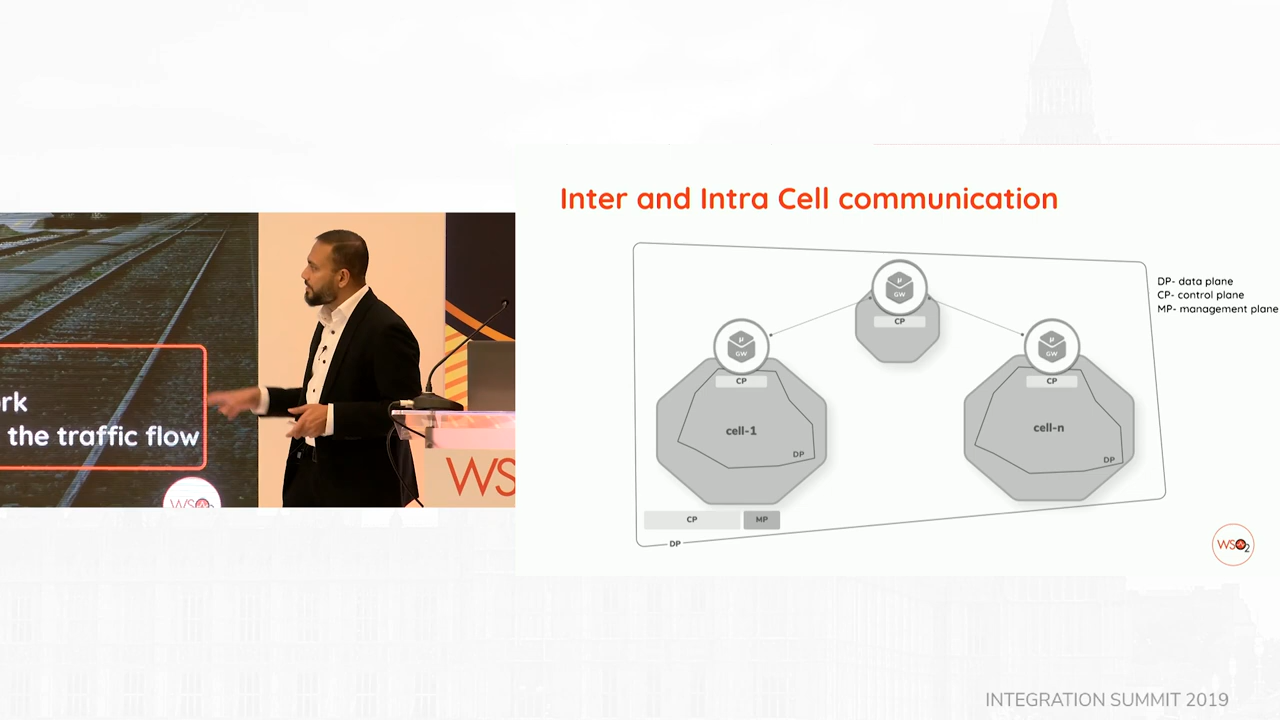 Inter and Intra Cell communication
DP- data plane
CP- control plane
MP- management plane
μ
GW
CP
μ
GW
CP
cell-1
DP
μ
GW
CP
cell-n
DP
CP
MP
DP
WSO2
the traffic flow
WSO2
WS
INTEGRATION SUMMIT 2019